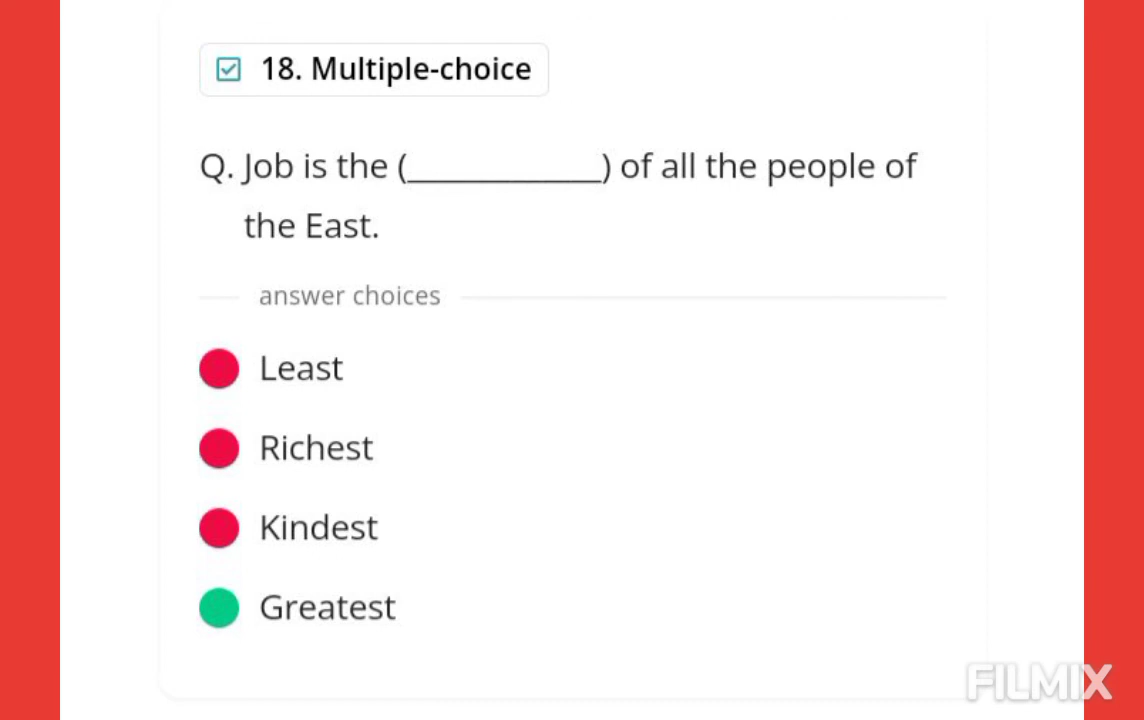 18. Multiple-choice
Q. Job is the (____________) of all the people of
the East.
answer choices
Least
Richest
Kindest
Greatest
FILMIX